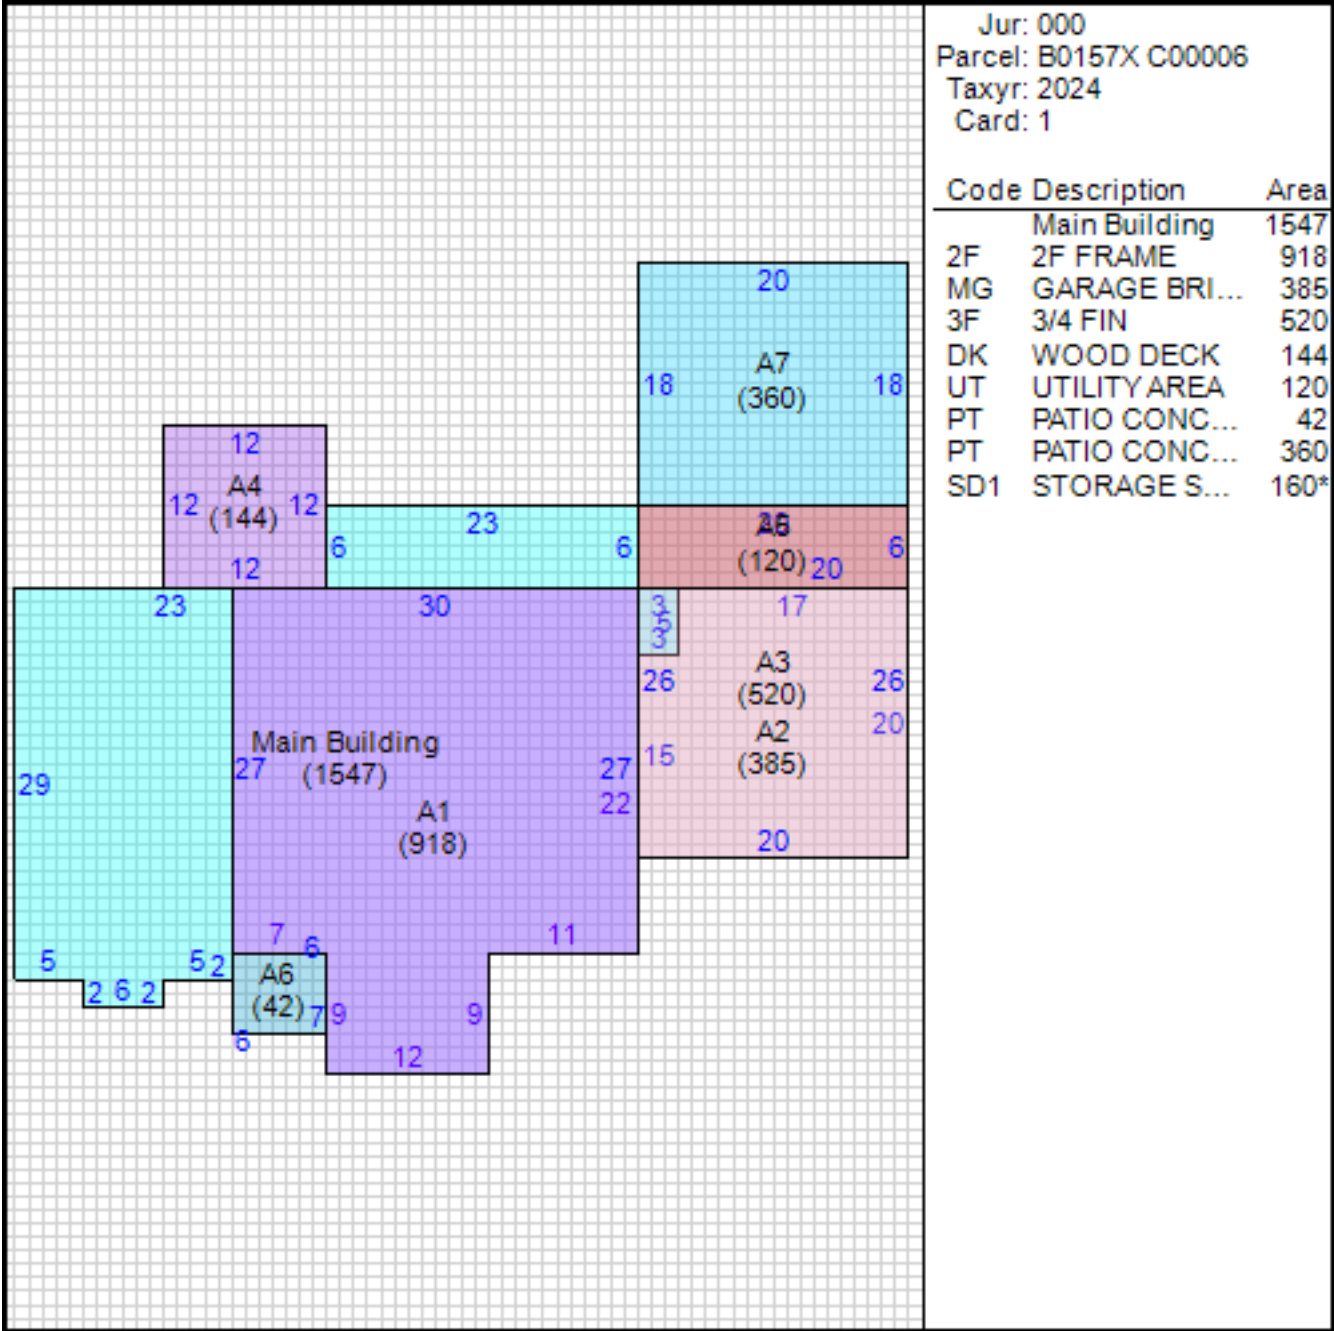 Jur: 000
Parcel: B0157X C00006
Taxyr: 2024
Card: 1
Code Description Area
Main Building 1547
2F 2F FRAME 918
MG GARAGE BRI... 385
3F 3/4 FIN 520
DK WOOD DECK 144
UT UTILITY AREA 120
PT PATIO CONC... 42
PT PATIO CONC... 360
SD1 STORAGE S... 160*
20
A7
18 (360) 18
12
A4
12 (144) 12
12
23
6 6
(120) 20 6
23 30 3 17
5
3
A3
26 (520) 26
A2 20
15 (385)
20
Main Building
27 (1547) 27
29
A1 22
(918)
7 6 11
5 5 2
2 6 2
A6
(42) 7 9 9
6
12